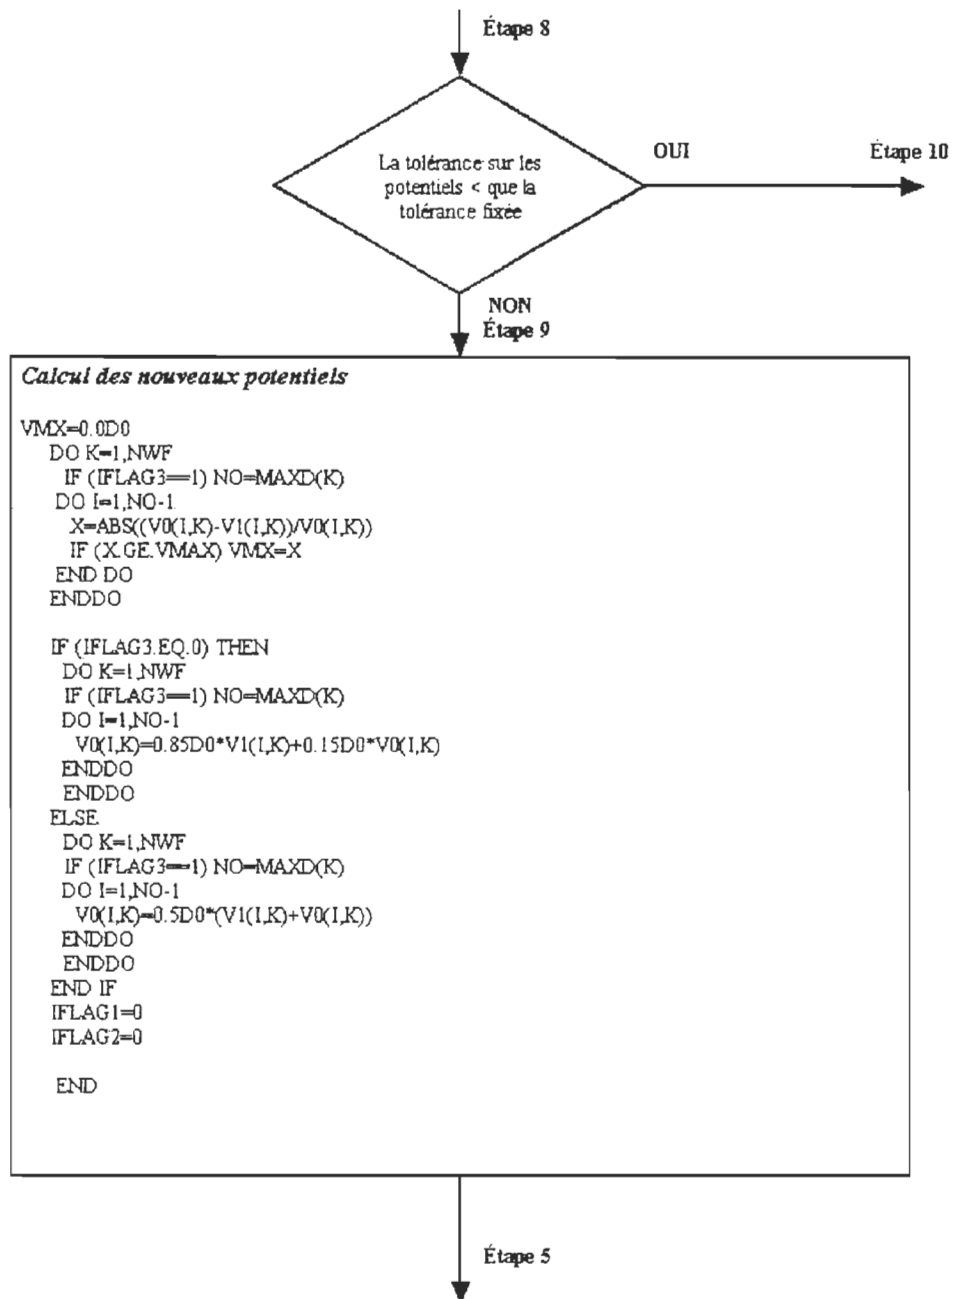 Étape 8
La tolérance sur les
potentiels < que la
tolérance fixée
OUI
Étape 10
NON
Étape 9
Calcul des nouveaux potentiels
VMX=0.0D0
DO K=1,NWF
IF (IFLAG3==1) NO=MAXD(K)
DO I=1,NO-1
X=ABS((V0(I,K)-V1(I,K))/V0(I,K))
IF (X.GE.VMAX) VMX=X
END DO
ENDDO
IF (IFLAG3.EQ.0) THEN
DO K=1,NWF
IF (IFLAG3==1) NO=MAXD(K)
DO I=1,NO-1
V0(I,K)=0.85D0*V1(I,K)+0.15D0*V0(I,K)
ENDDO
ENDDO
ELSE
DO K=1,NWF
IF (IFLAG3==1) NO=MAXD(K)
DO I=1,NO-1
V0(I,K)=0.5D0*(V1(I,K)+V0(I,K))
ENDDO
ENDDO
END IF
IFLAG1=0
IFLAG2=0
END
Étape 5